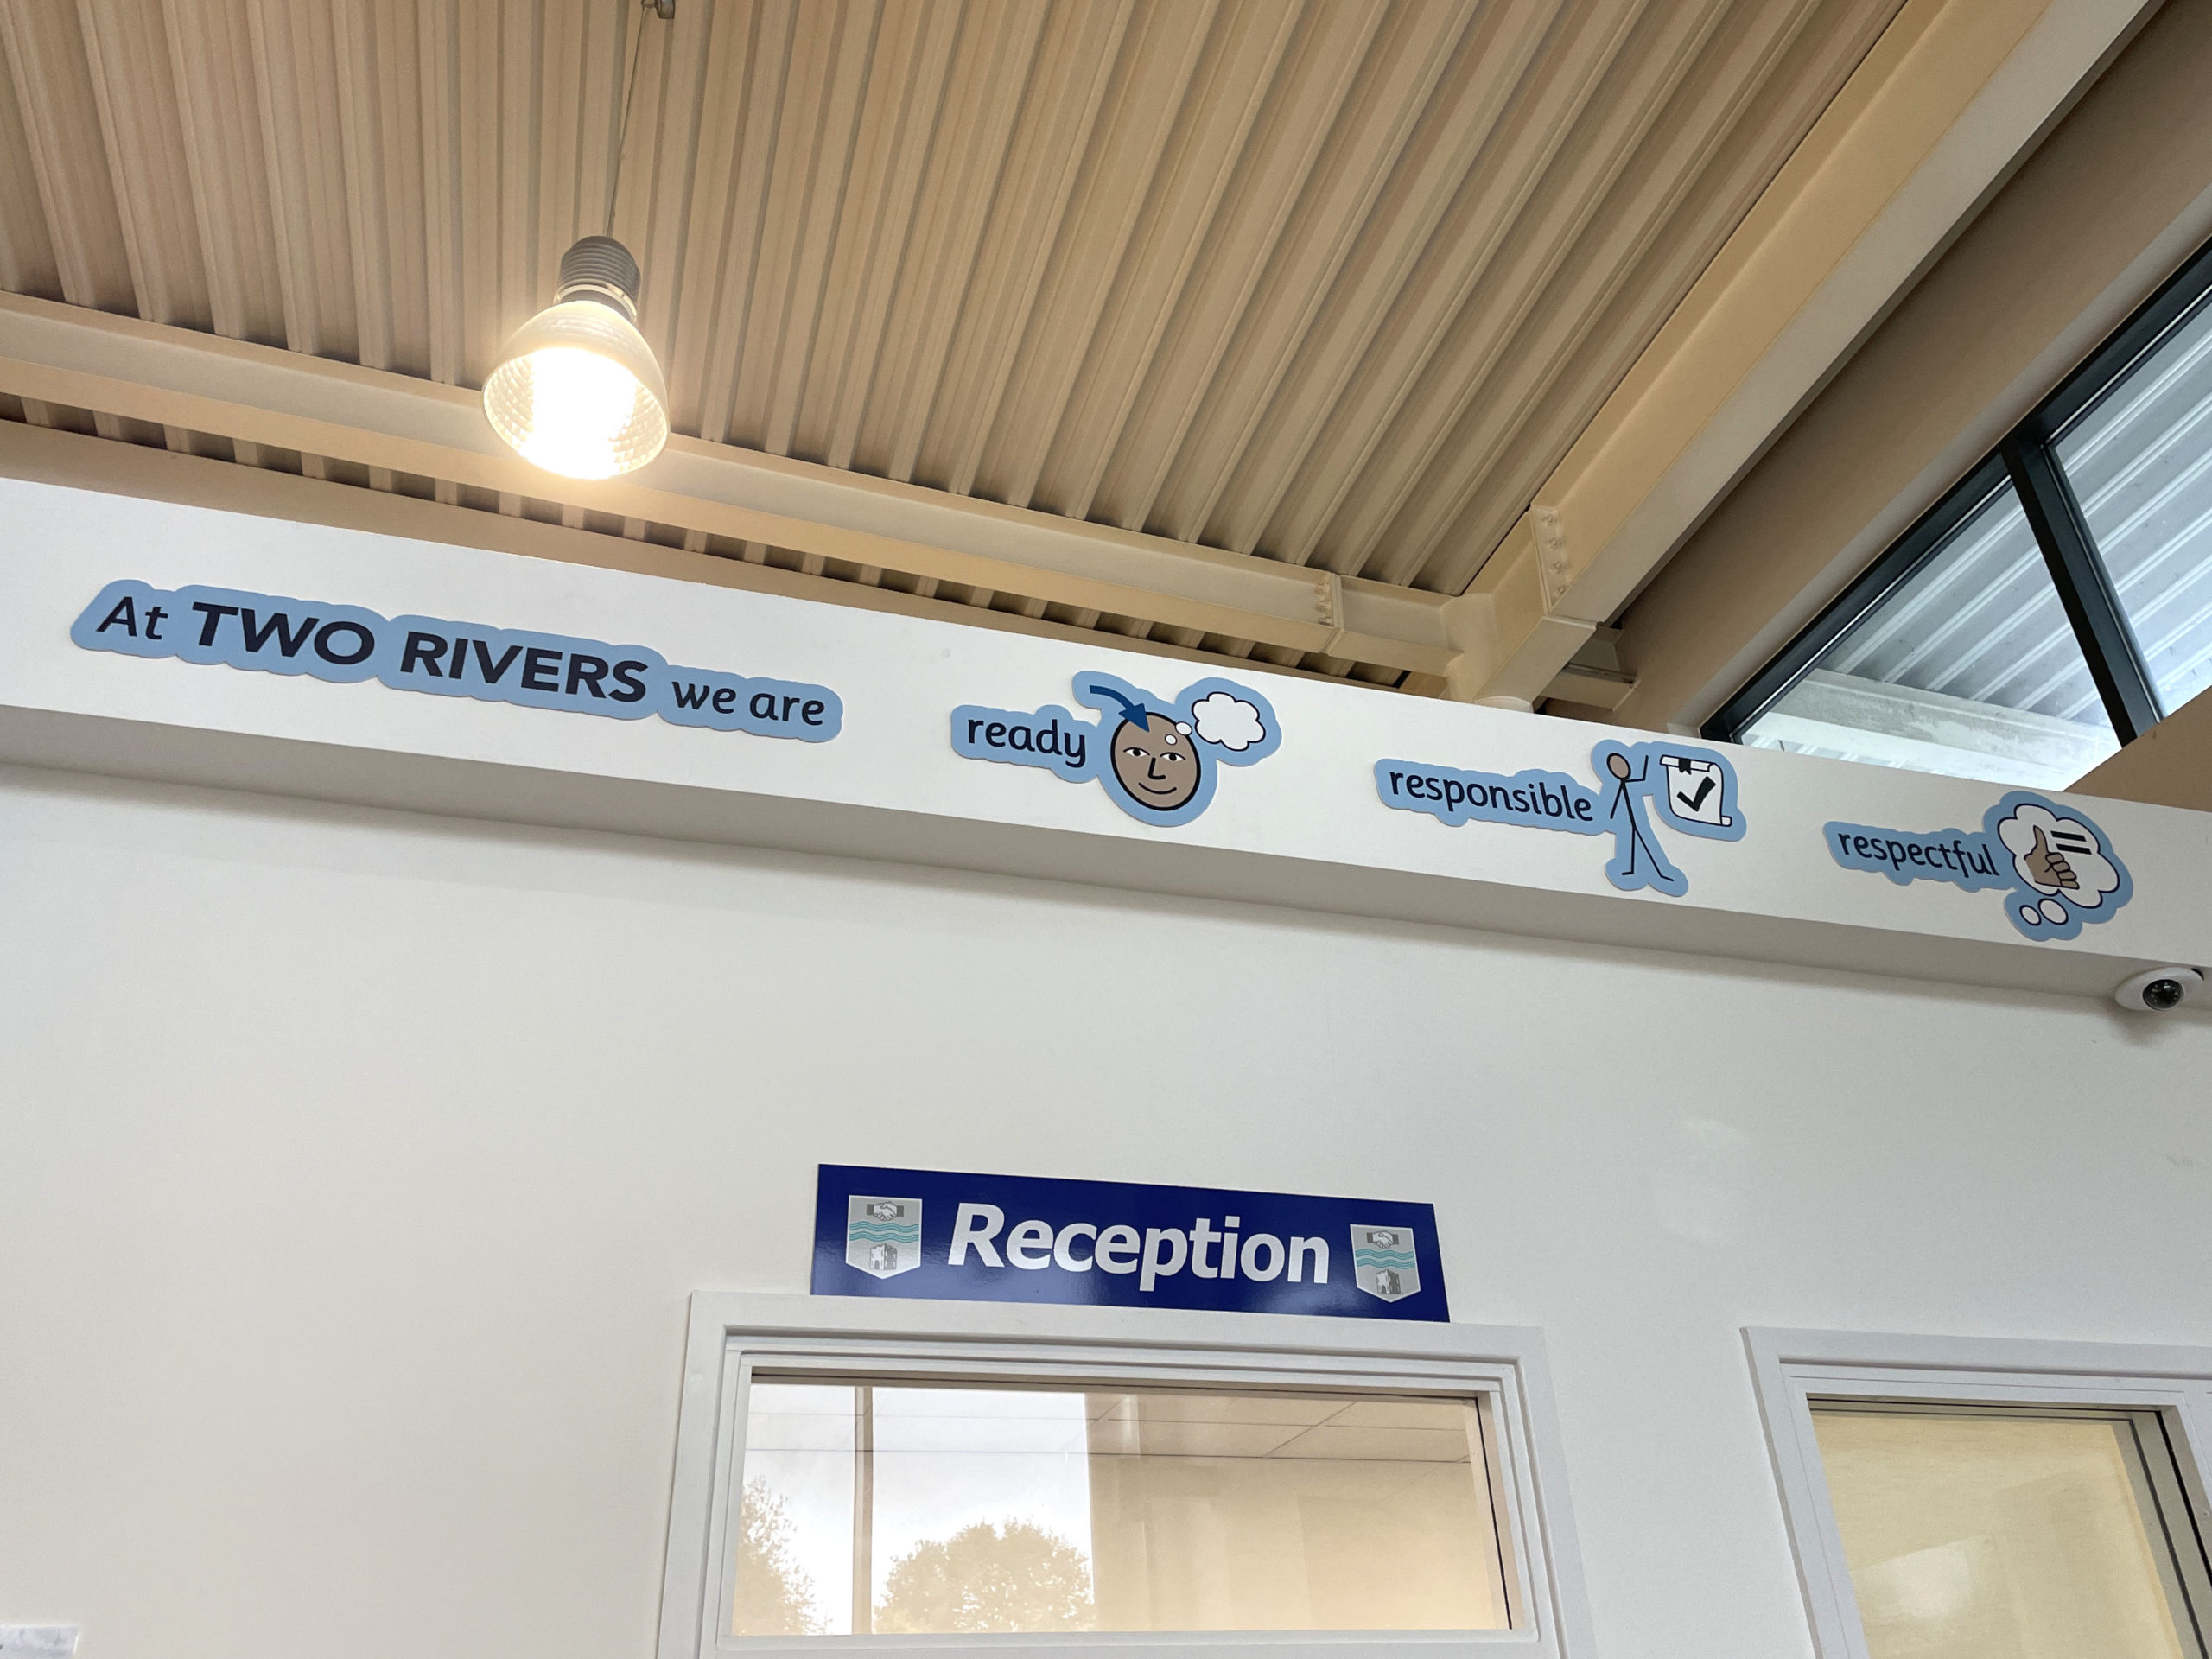 At TWO RIVERS we are ready responsible respectful
Reception